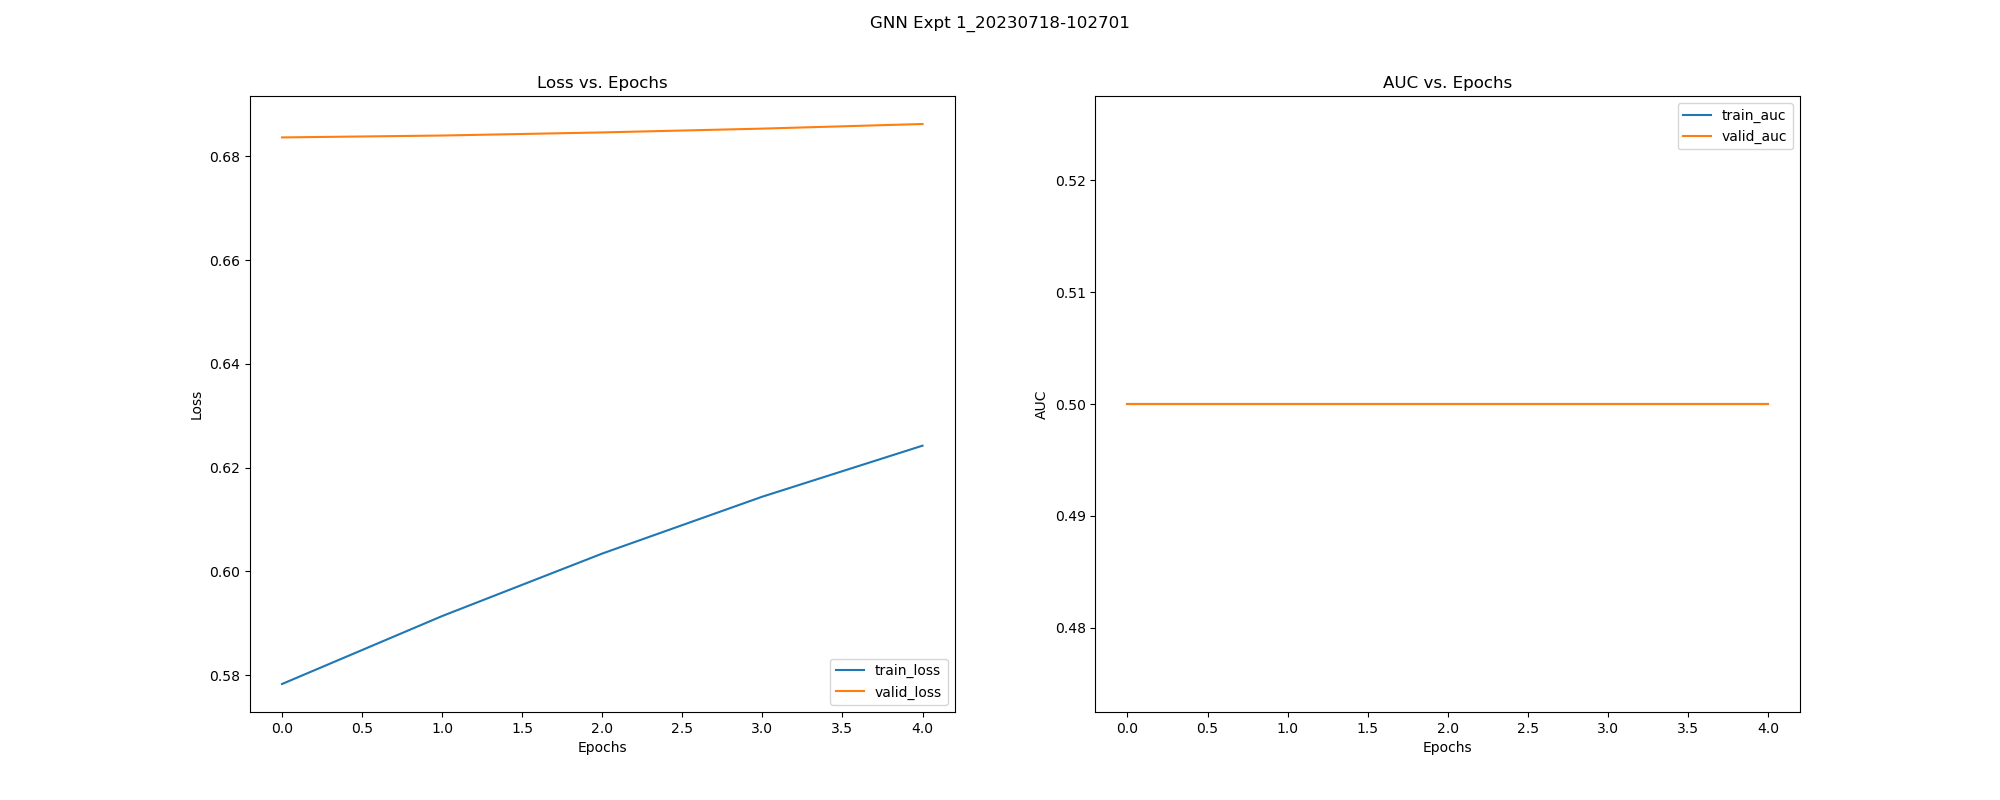 GNN Expt 1_20230718-102701
Loss vs. Epochs
0.68
0.66
0.64
0.62
0.60
0.58
Loss
train_loss
valid_loss
0.0 0.5 1.0 1.5 2.0 2.5 3.0 3.5 4.0
Epochs
AUC vs. Epochs
train_auc
valid_auc
0.52
0.51
0.50
0.49
0.48
AUC
0.0 0.5 1.0 1.5 2.0 2.5 3.0 3.5 4.0
Epochs